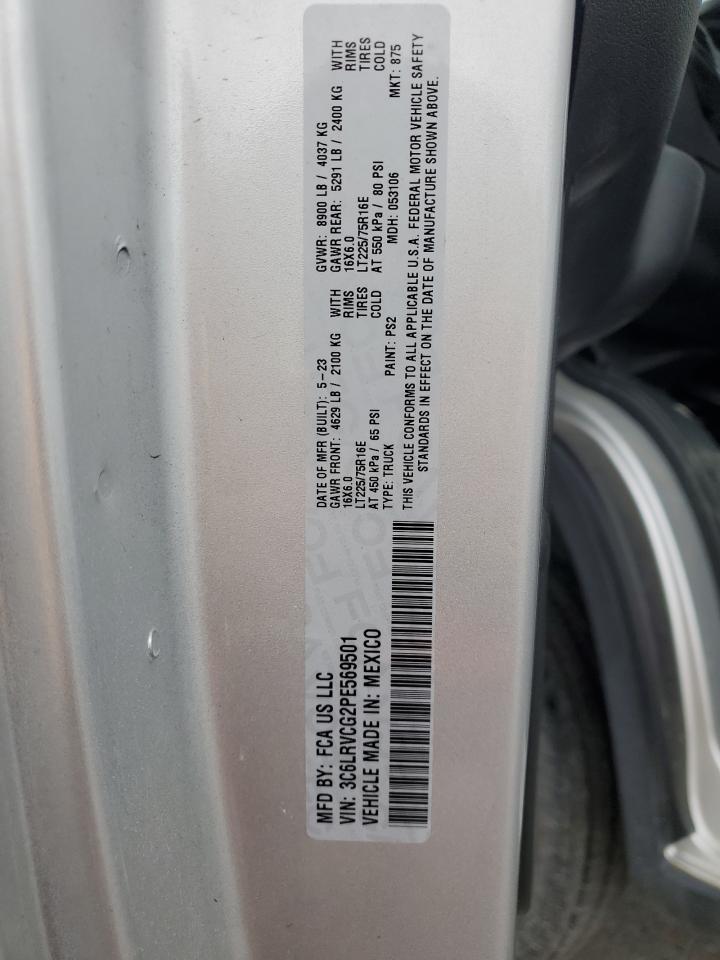 MFD BY: FCA US LLC
VIN: 3C6LRVCG2PE569501
VEHICLE MADE IN: MEXICO
DATE OF MFR (BUILT): 5-23 GVWR: 8900 LB / 4037 KG
GAWR FRONT: 4629 LB / 2100 KG WITH GAWR REAR: 5291 LB / 2400 KG WITH
16X6.0 RIMS 16X6.0 RIMS
LT225/75R16E TIRES LT225/75R16E TIRES
AT 450 kPa / 65 PSI COLD AT 550 kPa / 80 PSI COLD
TYPE: TRUCK PAINT: PS2 MDH: 053106 MKT: 875
THIS VEHICLE CONFORMS TO ALL APPLICABLE U.S.A. FEDERAL MOTOR VEHICLE SAFETY
STANDARDS IN EFFECT ON THE DATE OF MANUFACTURE SHOWN ABOVE.